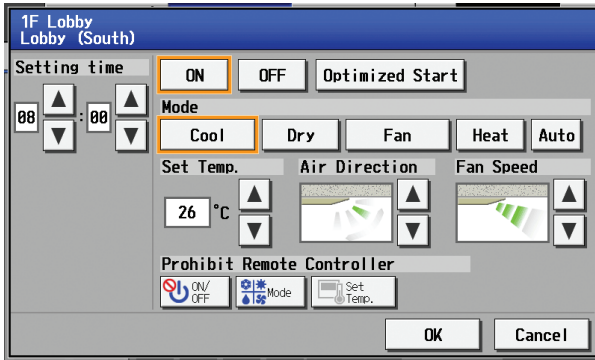 1F Lobby
Lobby (South)
Setting time
08 : 00
ON OFF Optimized Start
Mode
Cool Dry Fan Heat Auto
Set Temp. Air Direction Fan Speed
26 °C
Prohibit Remote Controller
ON/
OFF
Mode
Set
Temp.
OK Cancel